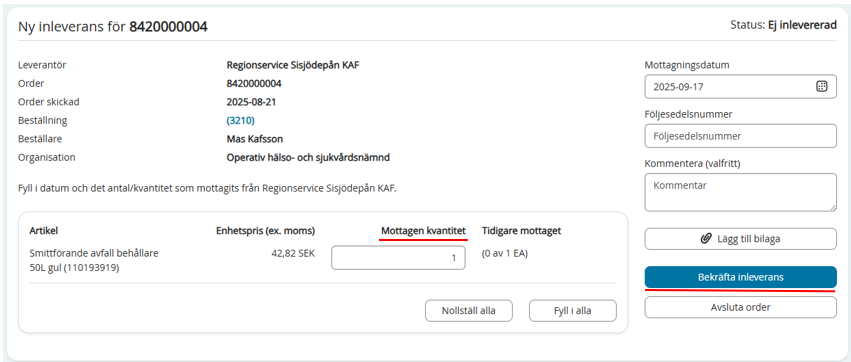 Ny inleverans för 8420000004
Status: Ej inlevererad
Leverantör Regionservice Sisjödepån KAF
Order 8420000004
Order skickad 2025-08-21
Beställning (3210)
Beställare Mas Kafsson
Organisation Operativ hälso- och sjukvårdsnämnd
Fyll i datum och det antal/kvantitet som mottagits från Regionservice Sisjödepån KAF.
Artikel Enhetspris (ex. moms) Mottagen kvantitet Tidigare mottaget
Smittförande avfall behållare 42,82 SEK 1 (0 av 1 EA)
50L gul (110193919)
Nollställ alla Fyll i alla
Mottagningsdatum
2025-09-17
Följesedelsnummer
Följesedelsnummer
Kommentera (valfritt)
Kommentar
Lägg till bilaga
Bekräfta inleverans
Avsluta order